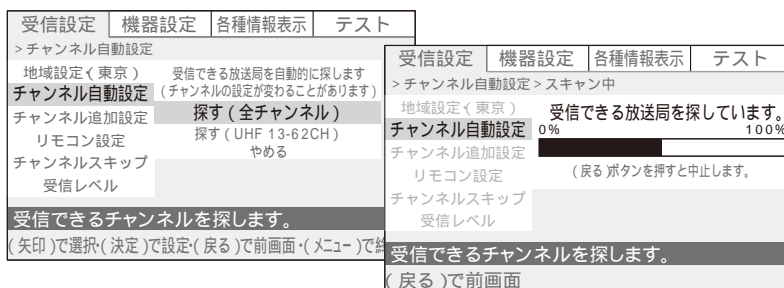 受信設定 機器設定 各種情報表示 テスト
>チャンネル自動設定
地域設定(東京)
チャンネル自動設定
チャンネル追加設定
リモコン設定
チャンネルスキップ
受信レベル
受信できる放送局を自動的に探します
(チャンネルの設定が変わることがあります)
探す(全チャンネル)
探す(UHF 13-62CH)
やめる
受信できるチャンネルを探します。
(矢印)で選択・(決定)で設定・(戻る)で前画面・(メニュー)で
受信設定 機器設定 各種情報表示 テスト
>チャンネル自動設定>スキャン中
地域設定(東京)
チャンネル自動設定
チャンネル追加設定
リモコン設定
チャンネルスキップ
受信レベル
受信できる放送局を探しています。
0% 100%
(戻る)ボタンを押すと中止します。
受信できるチャンネルを探します。
(戻る)で前画面